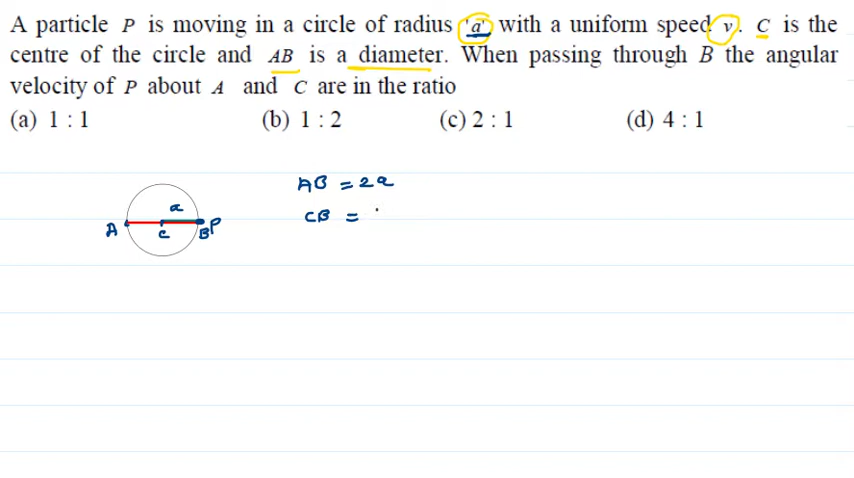 A particle P is moving in a circle of radius 'a' with a uniform speed v. C is the
centre of the circle and AB is a diameter. When passing through B the angular
velocity of P about A and C are in the ratio
(a) 1 : 1 (b) 1 : 2 (c) 2 : 1 (d) 4 : 1
AB = 2a
a
CB =
A C B P